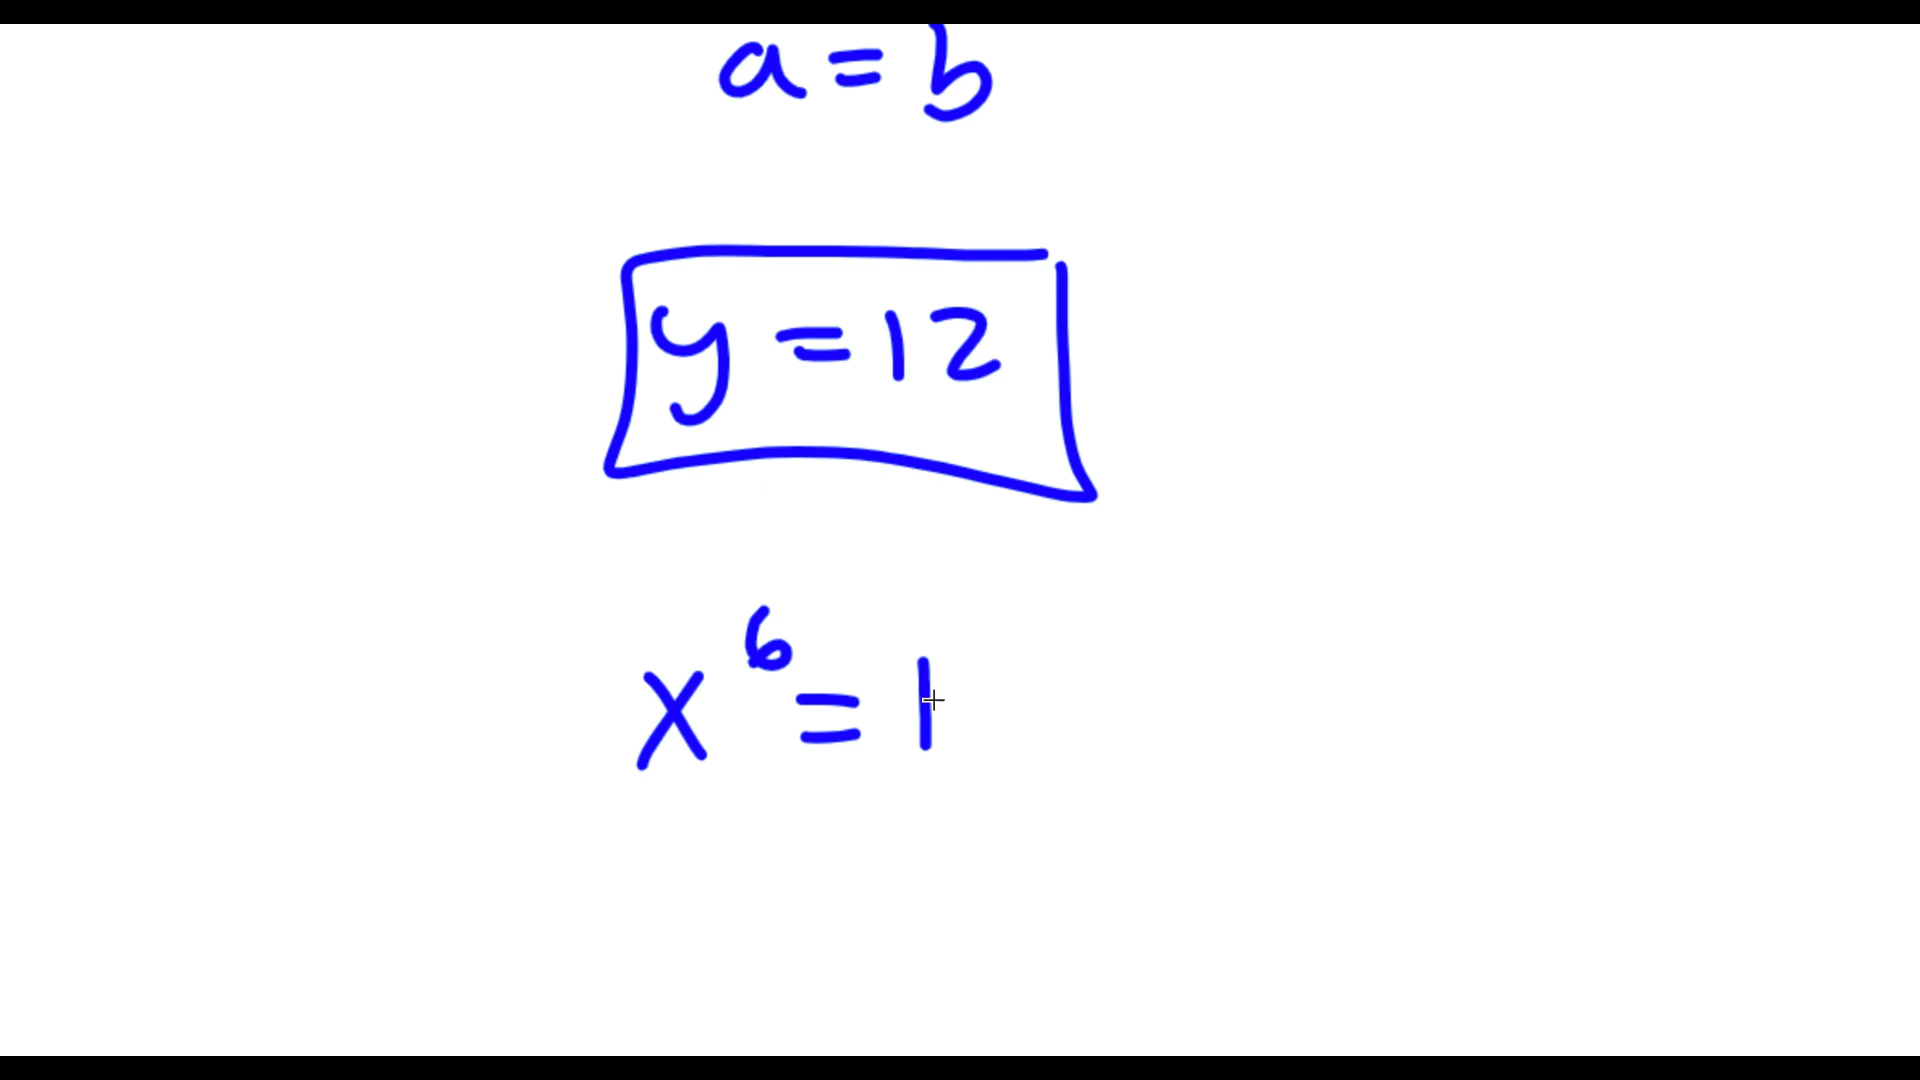 a = b
y = 12
x⁶ = 1